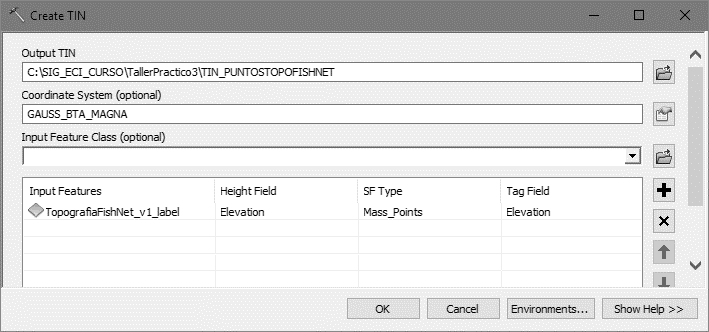 Create TIN
Output TIN
C:\SIG_ECI_CURSO\TallerPractico3\TIN_PUNTOSTOPOFISHNET
Coordinate System (optional)
GAUSS_BTA_MAGNA
Input Feature Class (optional)
Input Features Height Field SF Type Tag Field
TopografiaFishNet_v1_label Elevation Mass_Points Elevation
OK Cancel Environments... Show Help >>